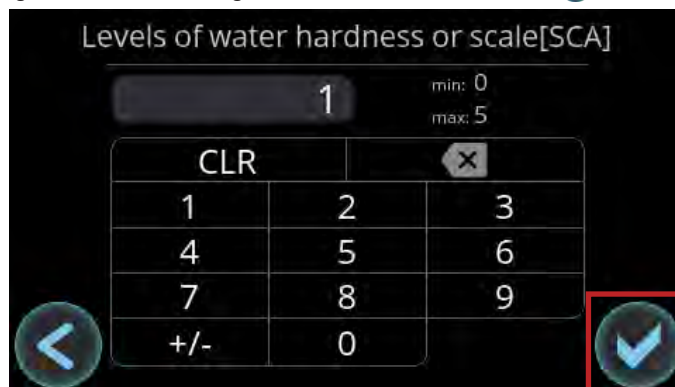 Levels of water hardness or scale[SCA]
1
min: 0
max: 5
CLR
1 2 3
4 5 6
7 8 9
+/- 0